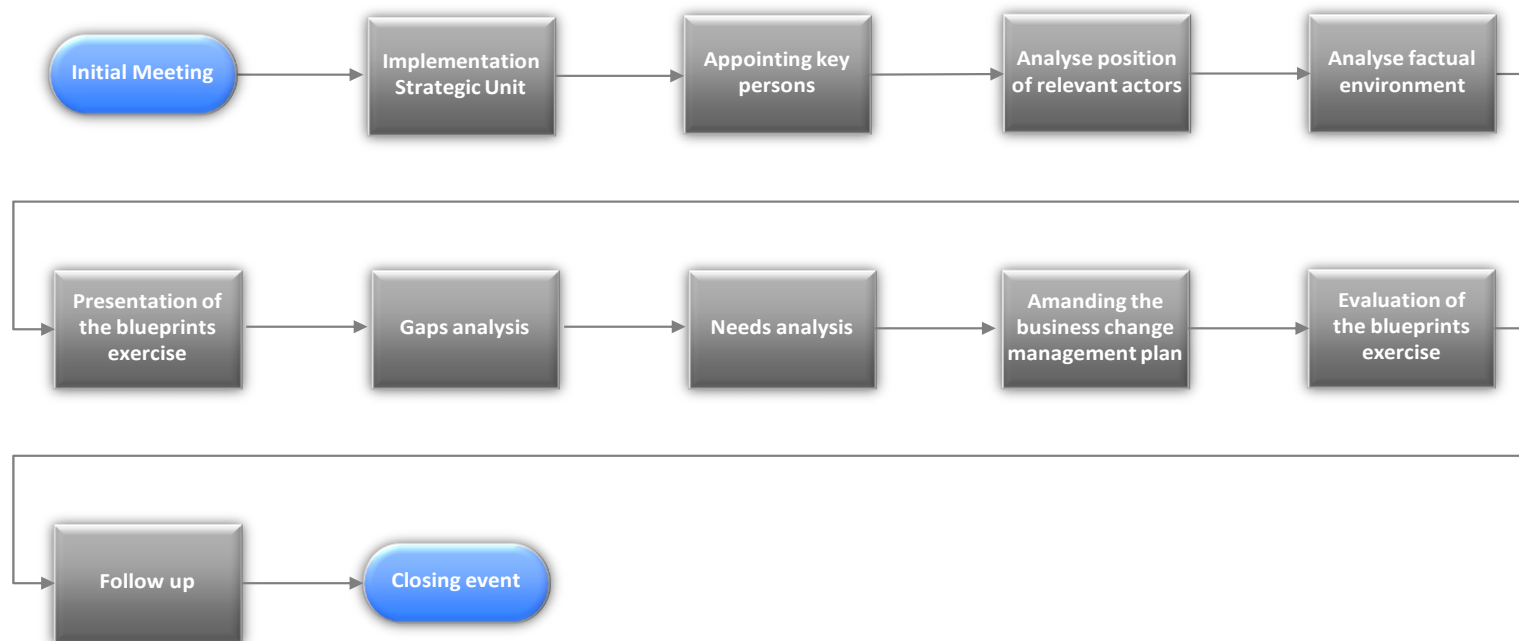 Initial Meeting
Implementation
Strategic Unit
Appointing key
persons
Analyse position
of relevant actors
Analyse factual
environment
Presentation of
the blueprints
exercise
Gaps analysis
Needs analysis
Amanding the
business change
management plan
Evaluation of
the blueprints
exercise
Follow up
Closing event